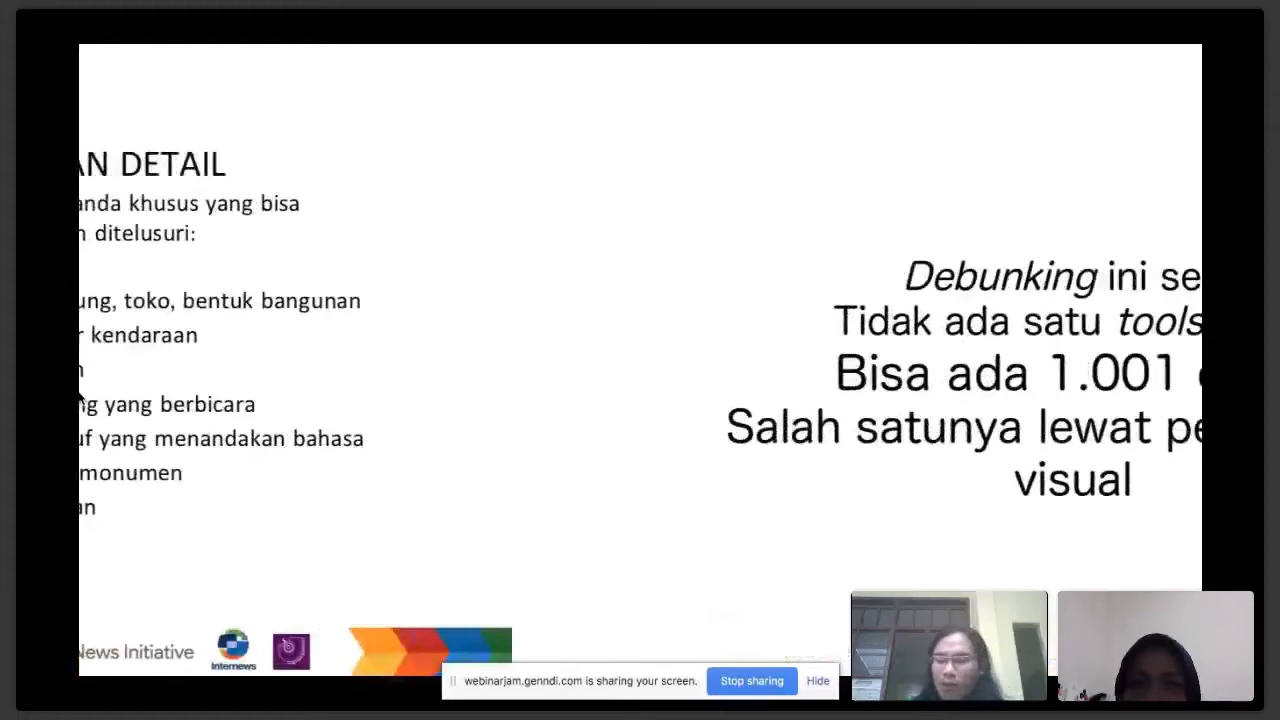 AN DETAIL
anda khusus yang bisa
n ditelusuri:
ung, toko, bentuk bangunan
r kendaraan
n
ng yang berbicara
uf yang menandakan bahasa
monumen
an
Debunking ini se
Tidak ada satu tools
Bisa ada 1.001
Salah satunya lewat pe
visual
News Initiative
Internews
webinarjam.genndi.com is sharing your screen.
Stop sharing
Hide